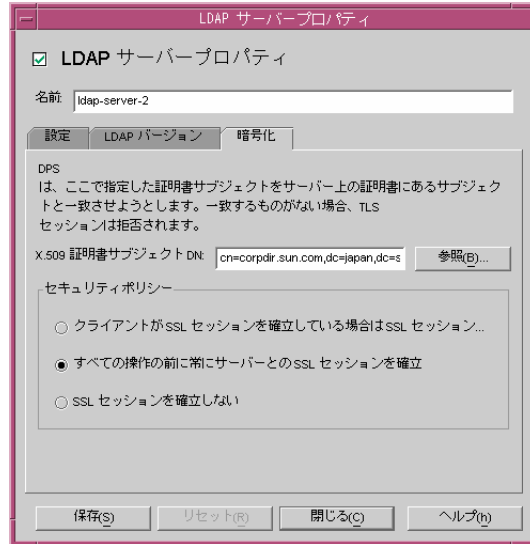 LDAP サーバープロパティ
LDAP サーバープロパティ
名前: ldap-server-2
設定 LDAP バージョン 暗号化
DPS
は、ここで指定した証明書サブジェクトをサーバー上の証明書にあるサブジェク
トと一致させようとします。一致するものがない場合、TLS
セッションは拒否されます。
X.509 証明書サブジェクト DN: cn=corpdir.sun.com,dc=japan,dc=s 参照(B)...
セキュリティポリシー
クライアントが SSL セッションを確立している場合は SSL セッション...
すべての操作の前に常にサーバーとの SSL セッションを確立
SSL セッションを確立しない
保存(S) リセット(R) 閉じる(C) ヘルプ(h)